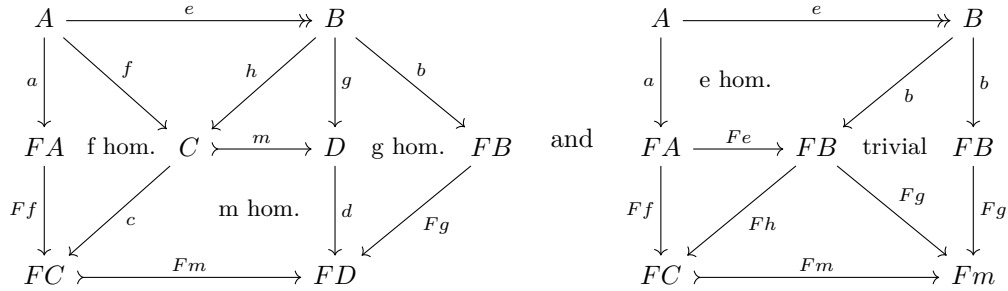 A e B A e B
a f h g b a e hom. b b
FA f hom. C m D g hom. FB and FA Fe FB trivial FB
Ff c m hom. d Fg Ff Fh Fg Fg
FC Fm FD FC Fm Fm